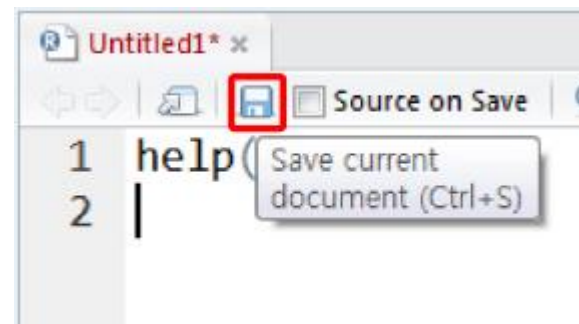 Untitled1*
Source on Save
1 help(
Save current
document (Ctrl+S)
2